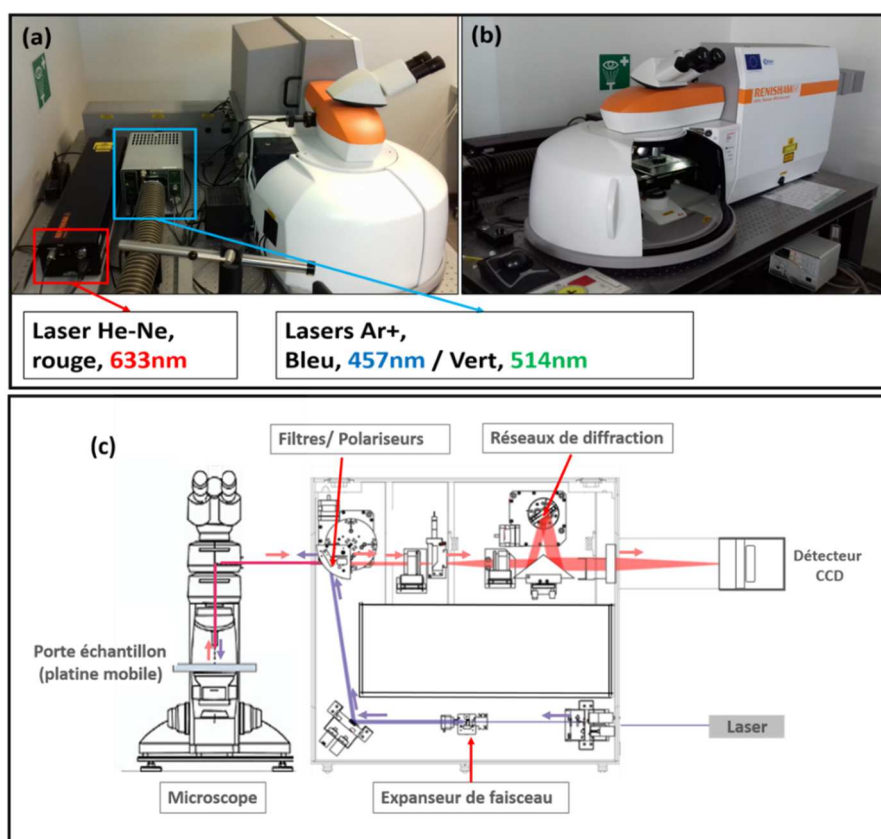 (a)
(b)
RENISHAW
Laser He-Ne,
rouge, 633nm
Lasers Ar+,
Bleu, 457nm / Vert, 514nm
(c)
Filtres/ Polariseurs
Réseaux de diffraction
Détecteur
CCD
Porte échantillon
(platine mobile)
Laser
Microscope
Expanseur de faisceau